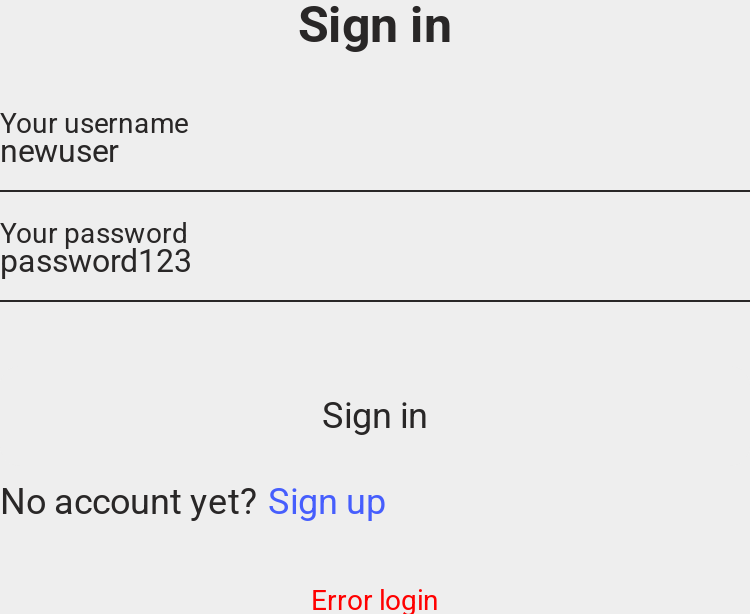 Sign in
Your username
newuser
Your password
password123
Sign in
No account yet? Sign up
Error login